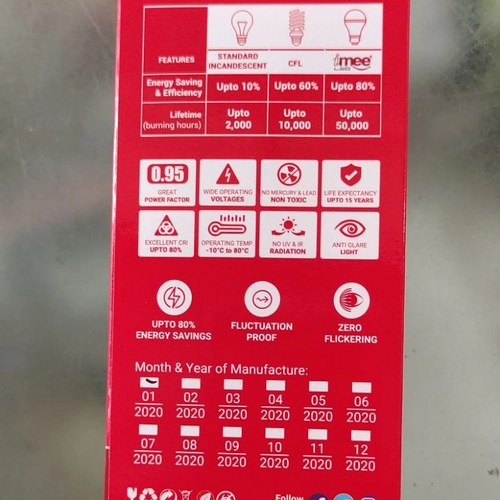 FEATURES
STANDARD INCANDESCENT
CFL
imee
LED
Energy Saving & Efficiency
Upto 10%
Upto 60%
Upto 80%
Lifetime (burning hours)
Upto 2,000
Upto 10,000
Upto 50,000
0.95
GREAT
POWER FACTOR
WIDE OPERATING
VOLTAGES
NO MERCURY & LEAD
NON TOXIC
LIFE EXPECTANCY
UPTO 15 YEARS
EXCELLENT CRI
UPTO 80%
OPERATING TEMP.
-10°C to 80°C
NO UV & IR
RADIATION
ANTI GLARE
LIGHT
UPTO 80%
ENERGY SAVINGS
FLUCTUATION
PROOF
ZERO
FLICKERING
Month & Year of Manufacture:
01 02 03 04 05 06
2020 2020 2020 2020 2020 2020
07 08 09 10 11 12
2020 2020 2020 2020 2020 2020
Follow